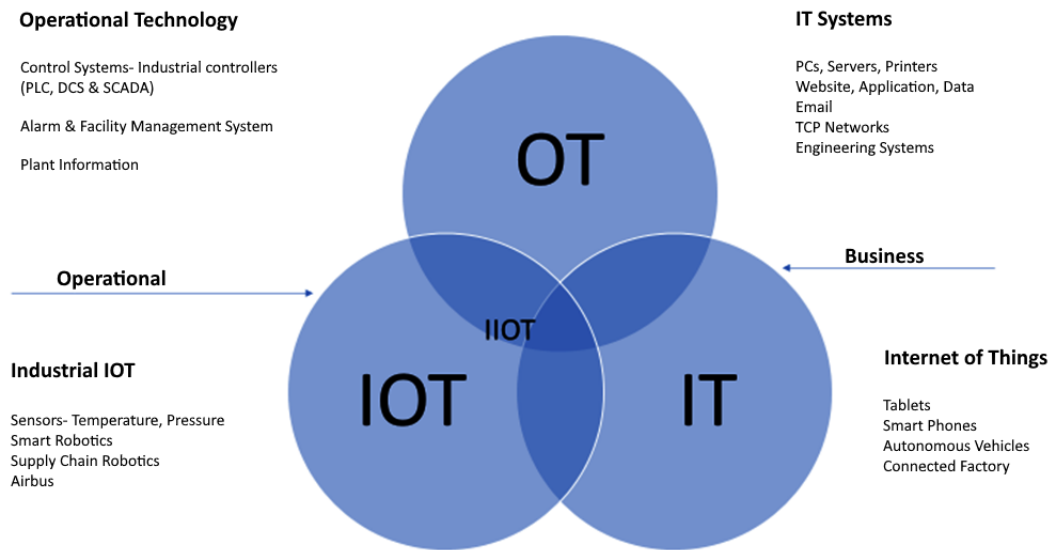 Operational Technology
Control Systems- Industrial controllers
(PLC, DCS & SCADA)
Alarm & Facility Management System
Plant Information
IT Systems
PCs, Servers, Printers
Website, Application, Data
Email
TCP Networks
Engineering Systems
OT
Operational
Business
IIOT
IOT
IT
Industrial IOT
Sensors- Temperature, Pressure
Smart Robotics
Supply Chain Robotics
Airbus
Internet of Things
Tablets
Smart Phones
Autonomous Vehicles
Connected Factory